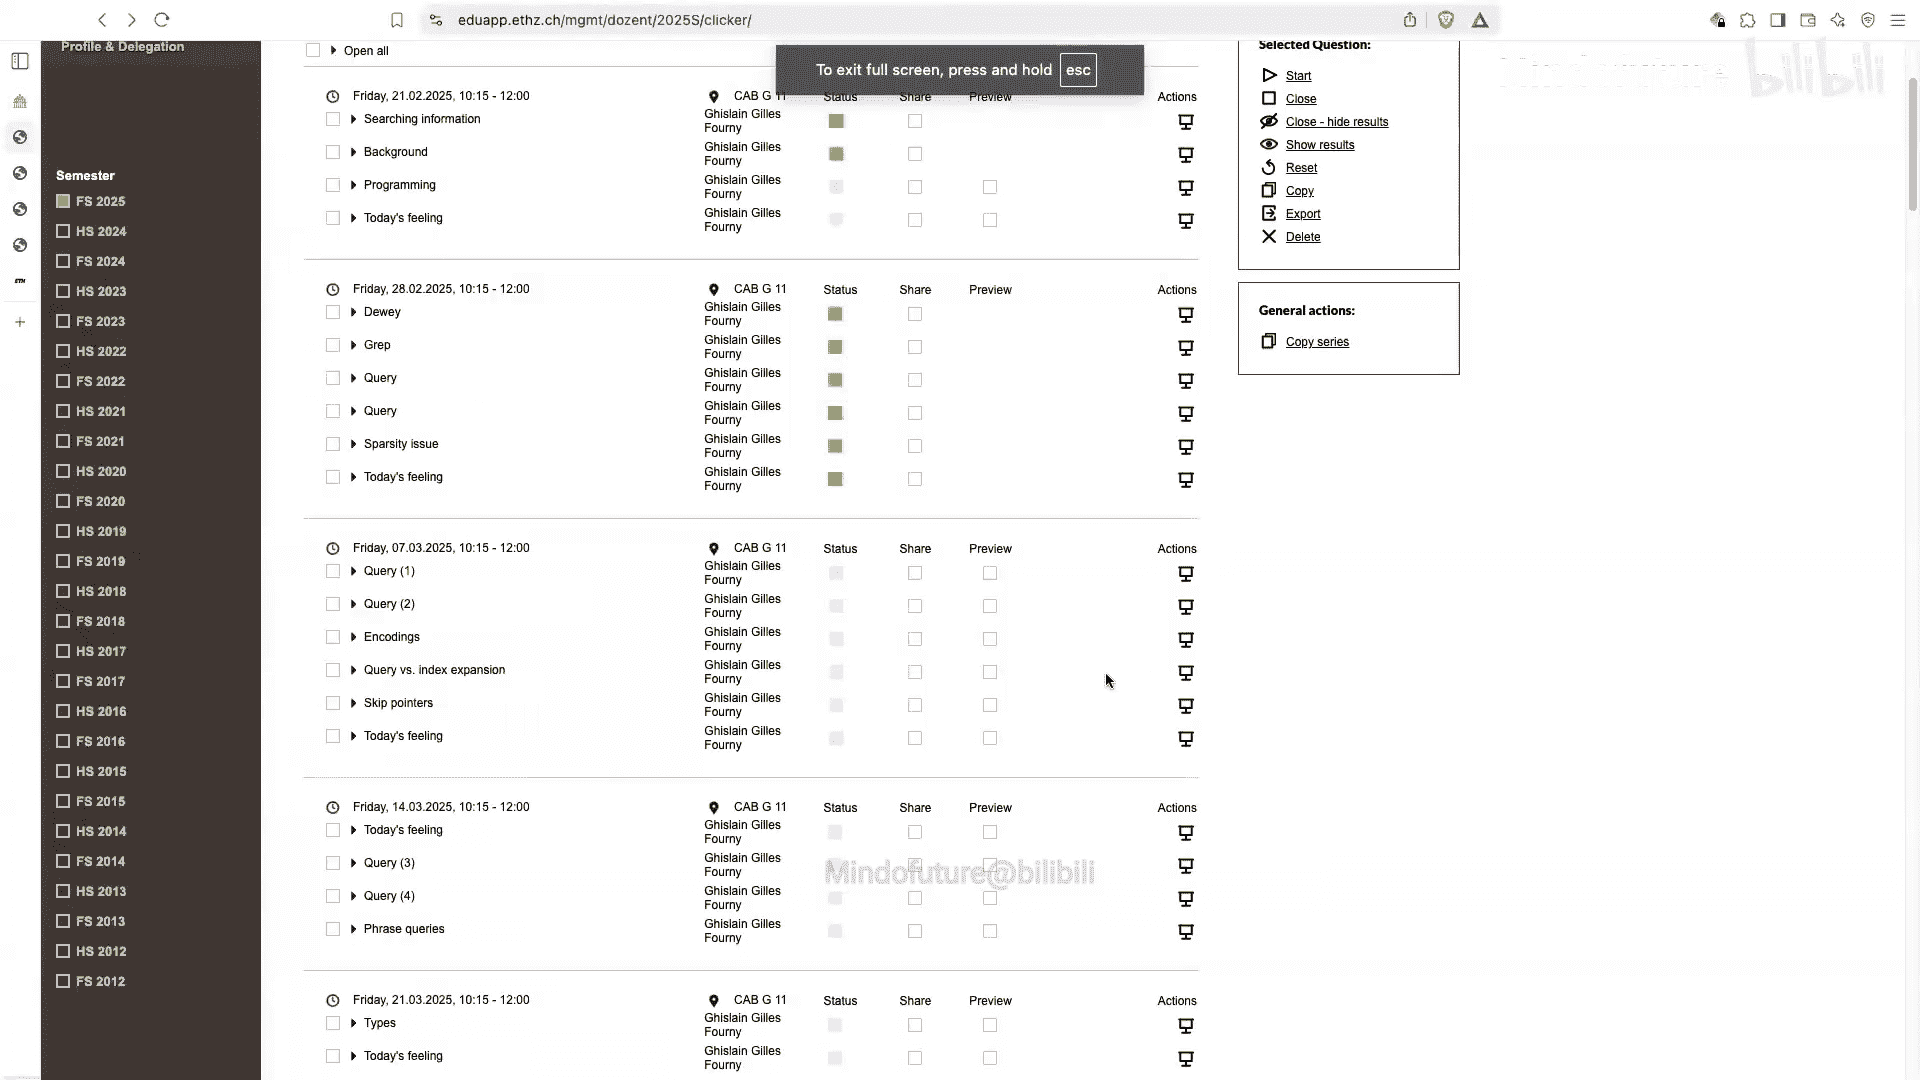 eduapp.ethz.ch/mgmt/dozent/2025S/clicker/
To exit full screen, press and hold esc
bilibili
Profile & Delegation
Semester
FS 2025
HS 2024
FS 2024
HS 2023
FS 2023
HS 2022
FS 2022
HS 2021
FS 2021
HS 2020
FS 2020
HS 2019
FS 2019
HS 2018
FS 2018
HS 2017
FS 2017
HS 2016
FS 2016
HS 2015
FS 2015
HS 2014
FS 2014
HS 2013
FS 2013
HS 2012
FS 2012
ETH
Open all
Friday, 21.02.2025, 10:15 - 12:00 CAB G 11 Status Share Preview Actions
Searching information Ghislain Gilles
Fourny
Background Ghislain Gilles
Fourny
Programming Ghislain Gilles
Fourny
Today's feeling Ghislain Gilles
Fourny
Friday, 28.02.2025, 10:15 - 12:00 CAB G 11 Status Share Preview Actions
Dewey Ghislain Gilles
Fourny
Grep Ghislain Gilles
Fourny
Query Ghislain Gilles
Fourny
Query Ghislain Gilles
Fourny
Sparsity issue Ghislain Gilles
Fourny
Today's feeling Ghislain Gilles
Fourny
Friday, 07.03.2025, 10:15 - 12:00 CAB G 11 Status Share Preview Actions
Query (1) Ghislain Gilles
Fourny
Query (2) Ghislain Gilles
Fourny
Encodings Ghislain Gilles
Fourny
Query vs. index expansion Ghislain Gilles
Fourny
Skip pointers Ghislain Gilles
Fourny
Today's feeling Ghislain Gilles
Fourny
Friday, 14.03.2025, 10:15 - 12:00 CAB G 11 Status Share Preview Actions
Today's feeling Ghislain Gilles
Fourny
Query (3) Ghislain Gilles
Fourny
Mindofuture@bilibili
Query (4) Ghislain Gilles
Fourny
Phrase queries Ghislain Gilles
Fourny
Friday, 21.03.2025, 10:15 - 12:00 CAB G 11 Status Share Preview Actions
Types Ghislain Gilles
Fourny
Today's feeling Ghislain Gilles
Fourny
Selected Question:
Start
Close
Close - hide results
Show results
Reset
Copy
Export
Delete
General actions:
Copy series